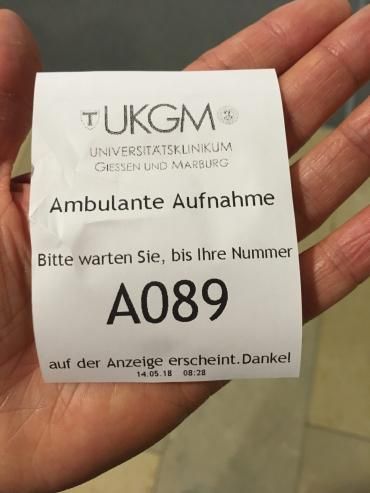 UKGM
UNIVERSITÄTSKLINIKUM
GIESSEN UND MARBURG
Ambulante Aufnahme
Bitte warten Sie, bis Ihre Nummer
A089
auf der Anzeige erscheint.Danke!
14.05.18 08:28